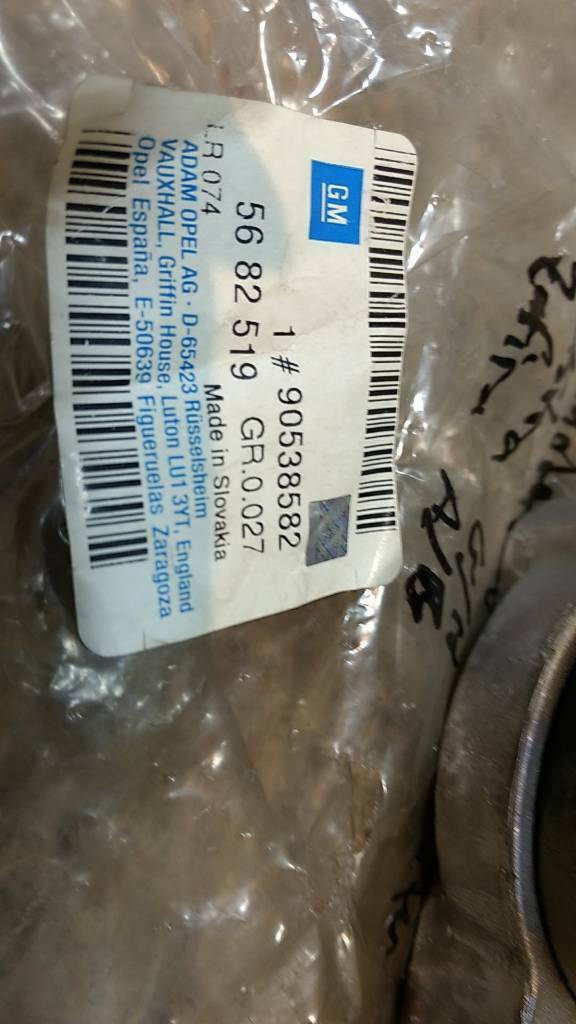 GM
1 # 90538582
56 82 519 GR.0.027
LR 074
Made in Slovakia
ADAM OPEL AG · D-65423 Rüsselsheim
VAUXHALL, Griffin House, Luton LU1 3YT, England
Opel España, E-50639 Figueruelas Zaragoza